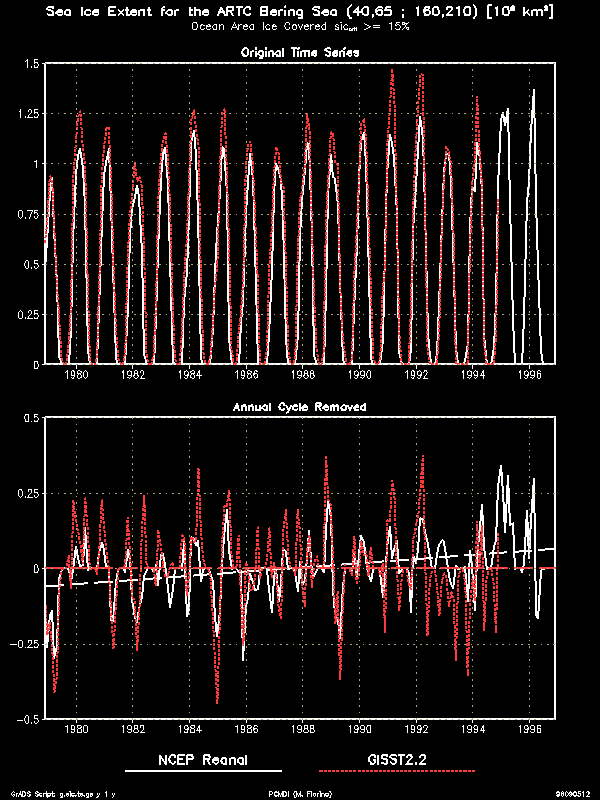 Sea Ice Extent for the ARTC Bering Sea (40,65 ; 160,210) [10⁶ km²]
Ocean Area Ice Covered sic >= 15%
Original Time Series
1.5
1.25
1
0.75
0.5
0.25
0
1980 1982 1984 1986 1988 1990 1992 1994 1996
Annual Cycle Removed
0.5
0.25
0
-0.25
-0.5
1980 1982 1984 1986 1988 1990 1992 1994 1996
NCEP Reanal GISST2.2
GrADS Script: y 1 y PCMDI (M. Fiorino) 98090512